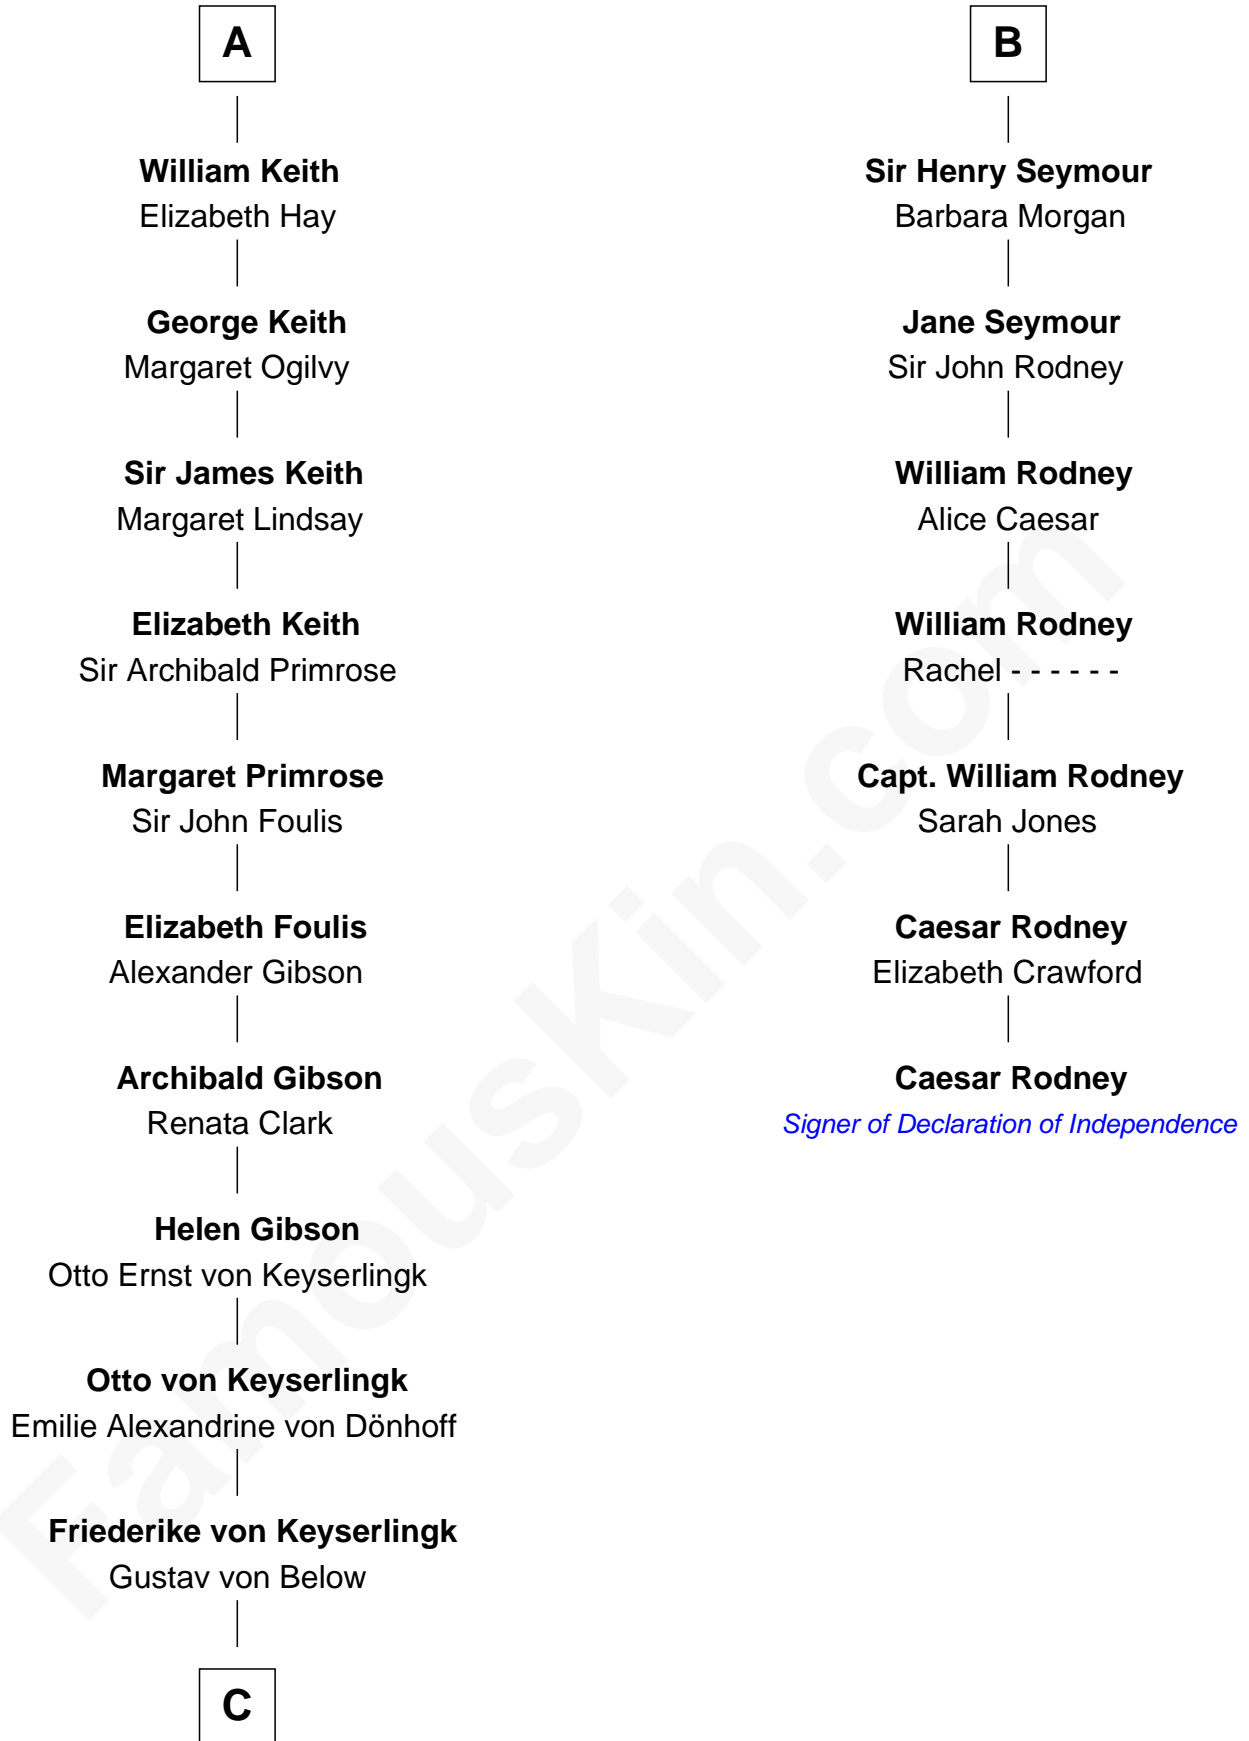 A
William Keith
Elizabeth Hay
George Keith
Margaret Ogilvy
Sir James Keith
Margaret Lindsay
Elizabeth Keith
Sir Archibald Primrose
Margaret Primrose
Sir John Foulis
Elizabeth Foulis
Alexander Gibson
Archibald Gibson
Renata Clark
Helen Gibson
Otto Ernst von Keyserlingk
Otto von Keyserlingk
Emilie Alexandrine von Dönhoff
Friederike von Keyserlingk
Gustav von Below
C
B
Sir Henry Seymour
Barbara Morgan
Jane Seymour
Sir John Rodney
William Rodney
Alice Caesar
William Rodney
Rachel - - - - - -
Capt. William Rodney
Sarah Jones
Caesar Rodney
Elizabeth Crawford
Caesar Rodney
Signer of Declaration of Independence
FamousKin.com